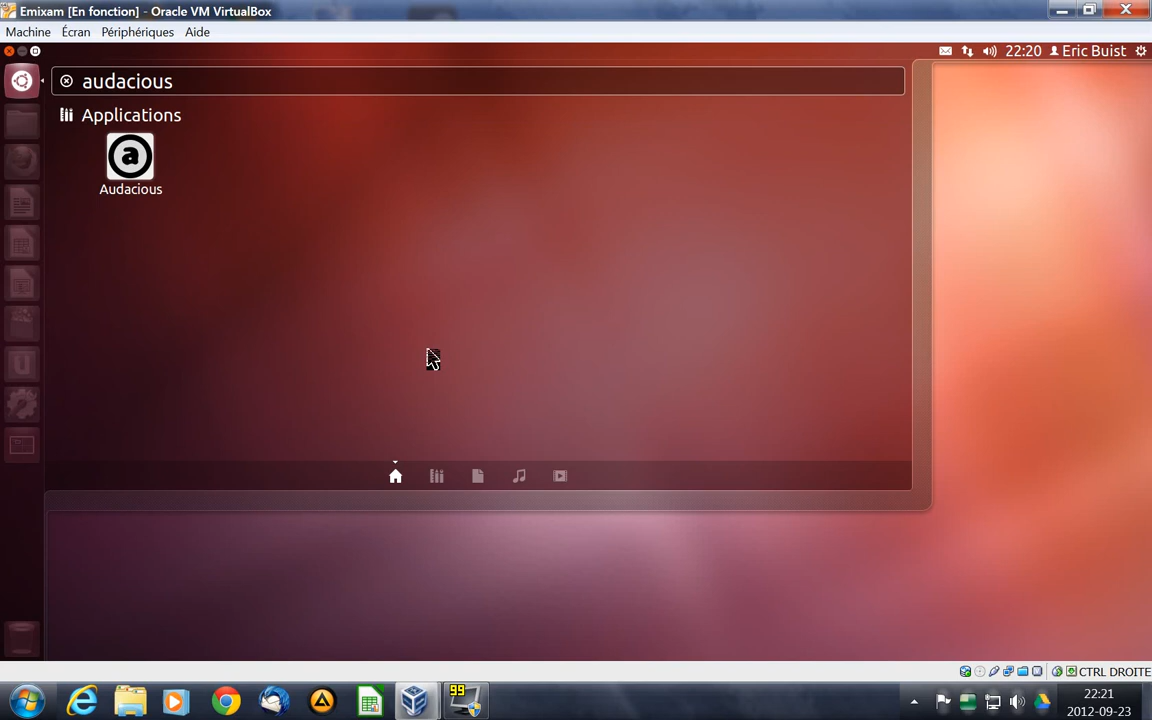 Emixam [En fonction] - Oracle VM VirtualBox
Machine Écran Périphériques Aide
22:20 Eric Buist
audacious
Applications
a
Audacious
CTRL DROITE
99
22:21
2012-09-23